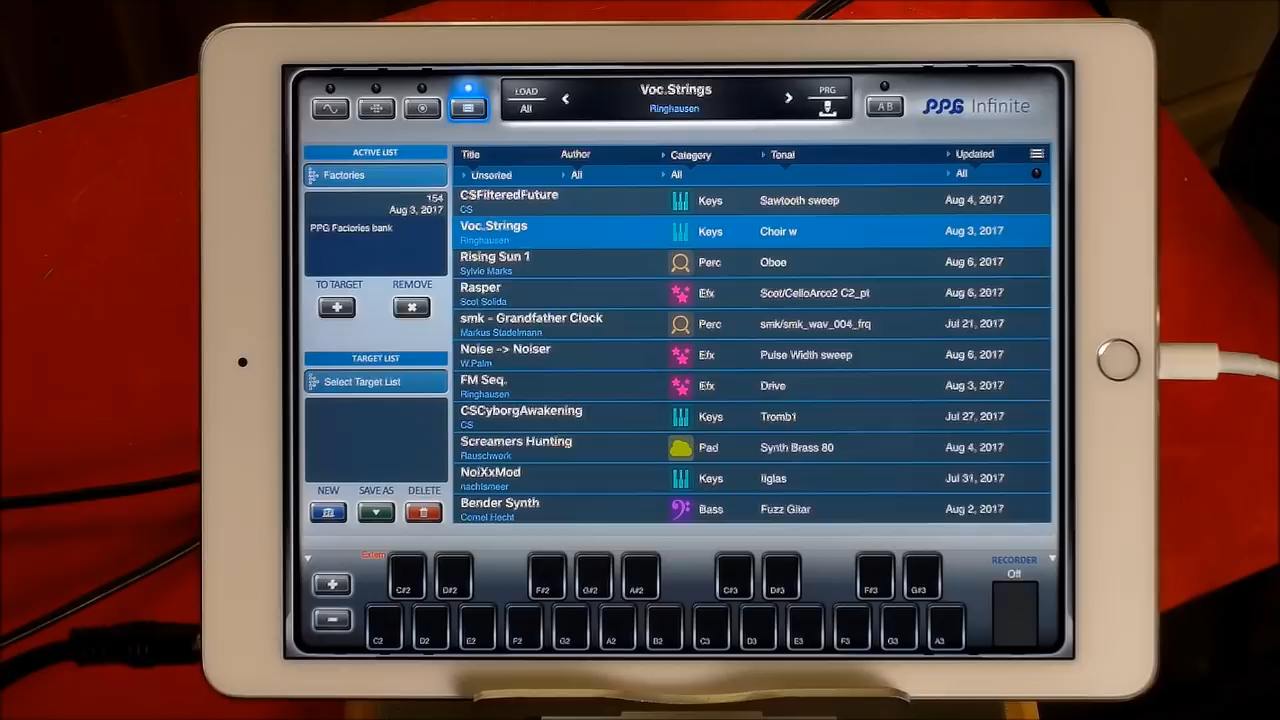 LOAD
All
Voc.Strings
Ringhausen
PRG
A B
PPG Infinite
ACTIVE LIST
Factories
154
Aug 3, 2017
PPG Factories bank
TO TARGET
REMOVE
TARGET LIST
Select Target List
NEW
SAVE AS
DELETE
Title Author Category Tonal Updated
Unsorted All All All
CSFilteredFuture Keys Sawtooth sweep Aug 4, 2017
CS
Voc.Strings Keys Choir w Aug 3, 2017
Ringhausen
Rising Sun 1 Perc Oboe Aug 6, 2017
Sylvie Marks
Rasper Efx Scot/CelloArco2 C2_pt Aug 6, 2017
Scot Solida
smk - Grandfather Clock Perc smk/smk_wav_004_frq Jul 21, 2017
Markus Stadelmann
Noise -> Noiser Efx Pulse Width sweep Aug 6, 2017
W.Palm
FM Seq. Efx Drive Aug 3, 2017
Ringhausen
CSCyborgAwakening Keys Tromb1 Jul 27, 2017
CS
Screamers Hunting Pad Synth Brass 80 Aug 4, 2017
Rauschwerk
NoiXxMod Keys Iiglas Jul 31, 2017
nachtsmeer
Bender Synth Bass Fuzz Gitar Aug 2, 2017
Cornel Hecht
Extern
RECORDER
Off
C#2 D#2 F#2 G#2 A#2 C#3 D#3 F#3 G#3
C2 D2 E2 F2 G2 A2 B2 C3 D3 E3 F3 G3 A3